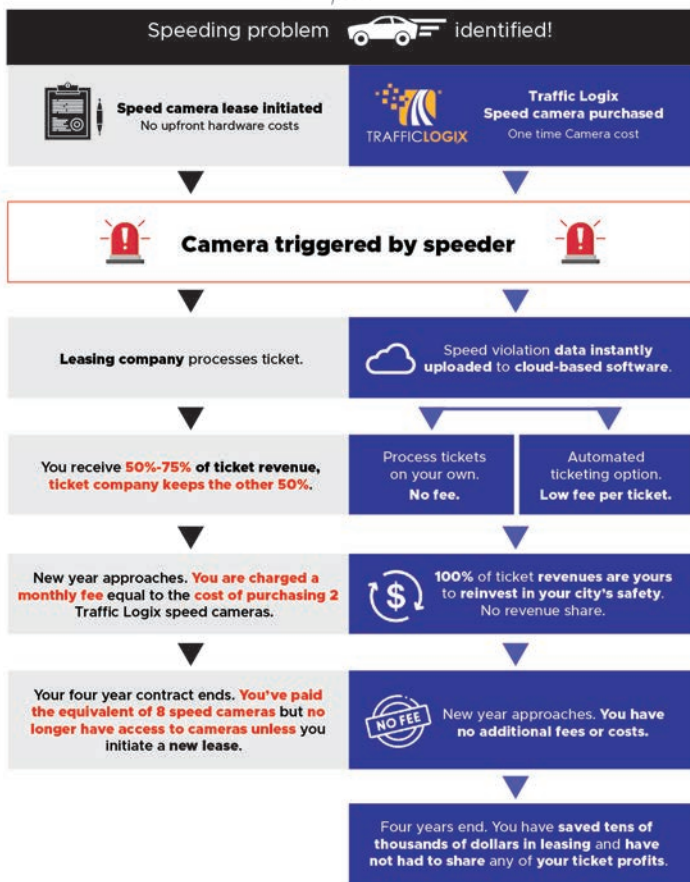 Speeding problem identified!
Speed camera lease initiated
No upfront hardware costs
TRAFFICLOGIX
Traffic Logix
Speed camera purchased
One time Camera cost
Camera triggered by speeder
Leasing company processes ticket.
Speed violation data instantly
uploaded to cloud-based software.
You receive 50%-75% of ticket revenue,
ticket company keeps the other 50%.
Process tickets
on your own.
No fee.
Automated
ticketing option.
Low fee per ticket.
New year approaches. You are charged a
monthly fee equal to the cost of purchasing 2
Traffic Logix speed cameras.
$
100% of ticket revenues are yours
to reinvest in your city's safety.
No revenue share.
Your four year contract ends. You've paid
the equivalent of 8 speed cameras but no
longer have access to cameras unless you
initiate a new lease.
NO FEE
New year approaches. You have
no additional fees or costs.
Four years end. You have saved tens of
thousands of dollars in leasing and have
not had to share any of your ticket profits.